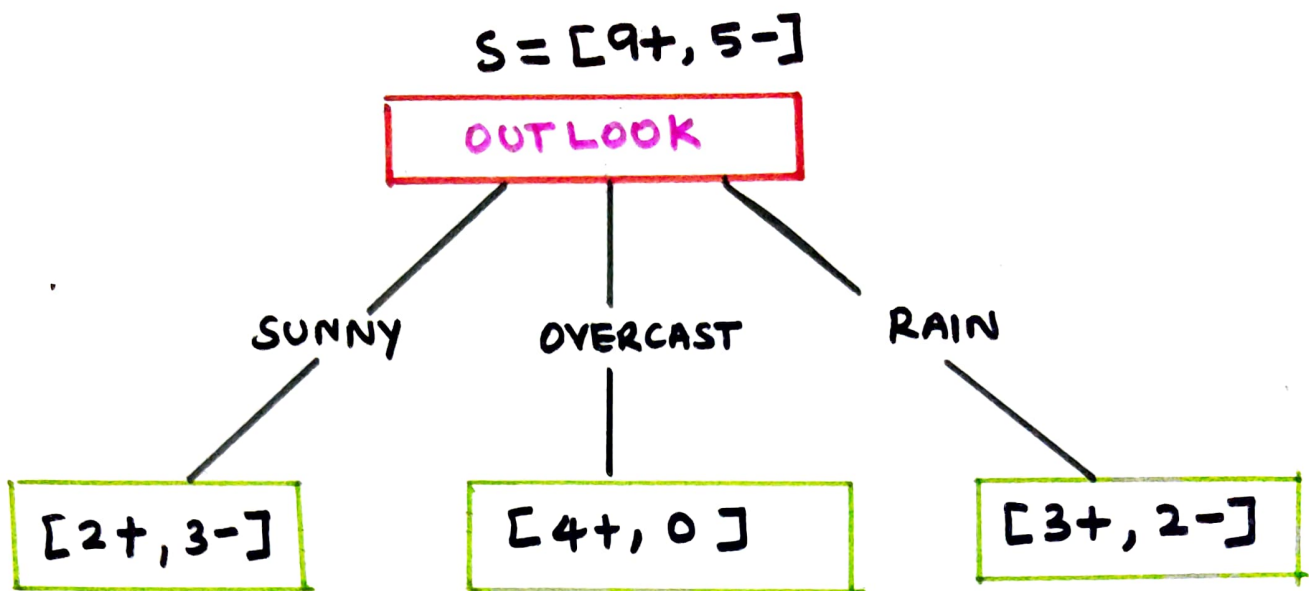 S = [9+, 5-]
OUTLOOK
SUNNY OVERCAST RAIN
[2+, 3-] [4+, 0] [3+, 2-]